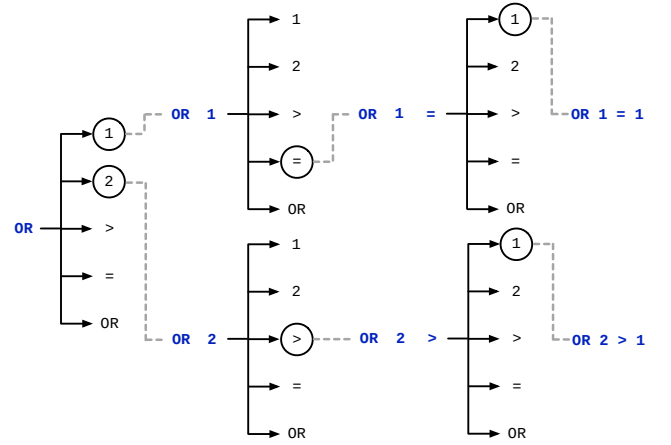 1
2
>
=
OR
1
2
>
=
OR
OR 1
OR 1 =
OR 1 = 1
OR
1
2
>
=
OR
1
2
>
=
OR
1
2
>
=
OR
OR 2
OR 2 >
OR 2 > 1